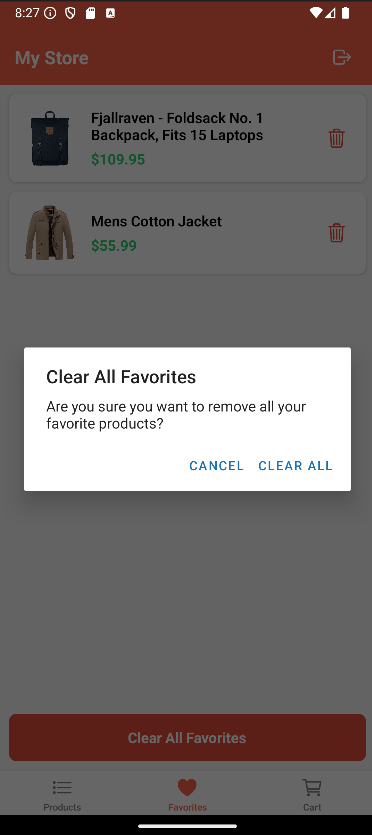 8:27
My Store
Fjallraven - Foldsack No. 1
Backpack, Fits 15 Laptops
$109.95
Mens Cotton Jacket
$55.99
Clear All Favorites
Are you sure you want to remove all your
favorite products?
CANCEL CLEAR ALL
Clear All Favorites
Products Favorites Cart